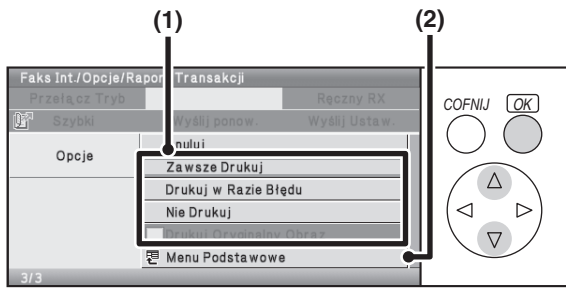 (1)
(2)
Faks Int./Opcje/Raport Transakcji
Przełącz Tryb
Ręczny RX
Szybki
Wyślij ponow.
Wyślij Ustaw.
Opcje
Anuluj
Zawsze Drukuj
Drukuj w Razie Błędu
Nie Drukuj
Drukuj Oryginalny Obraz
Menu Podstawowe
3/3
COFNIJ
OK